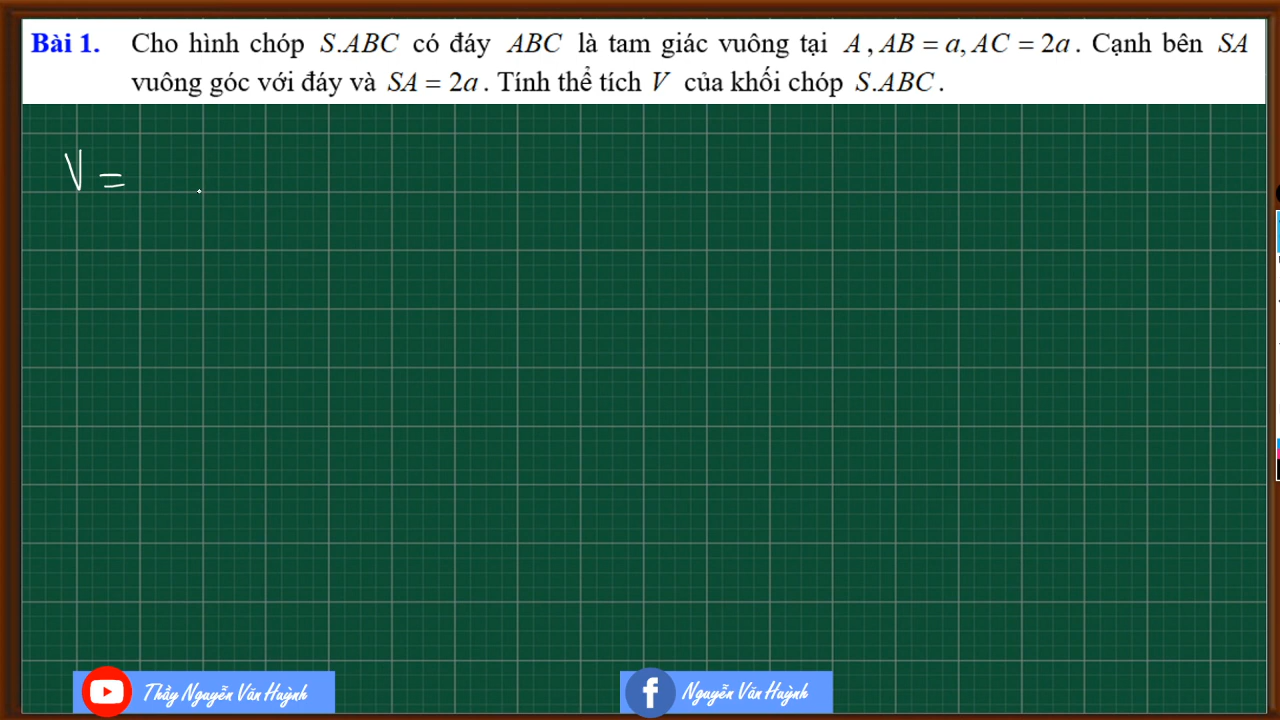 Bài 1. Cho hình chóp S.ABC có đáy ABC là tam giác vuông tại A, AB = a, AC = 2a. Cạnh bên SA
vuông góc với đáy và SA = 2a. Tính thể tích V của khối chóp S.ABC.
V =
Thầy Nguyễn Văn Huỳnh
Nguyễn Văn Huỳnh